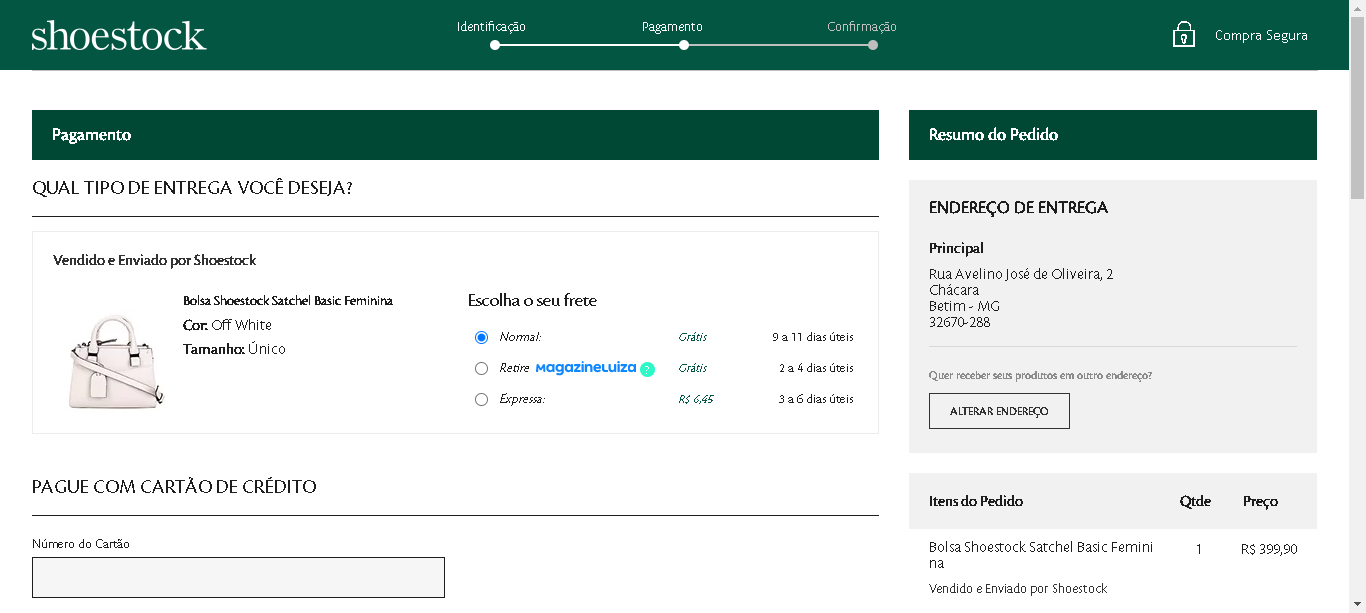 shoestock
Identificação
Pagamento
Confirmação
Compra Segura
Pagamento
QUAL TIPO DE ENTREGA VOCÊ DESEJA?
Vendido e Enviado por Shoestock
Bolsa Shoestock Satchel Basic Feminina
Cor: Off White
Tamanho: Único
Escolha o seu frete
Normal: Grátis 9 a 11 dias úteis
Retire MagazineLuiza ? Grátis 2 a 4 dias úteis
Expressa: R$ 6,45 3 a 6 dias úteis
PAGUE COM CARTÃO DE CRÉDITO
Número do Cartão
Resumo do Pedido
ENDEREÇO DE ENTREGA
Principal
Rua Avelino José de Oliveira, 2
Chácara
Betim - MG
32670-288
Quer receber seus produtos em outro endereço?
ALTERAR ENDEREÇO
Itens do Pedido Qtde Preço
Bolsa Shoestock Satchel Basic Femini 1 R$ 399,90
na
Vendido e Enviado por Shoestock